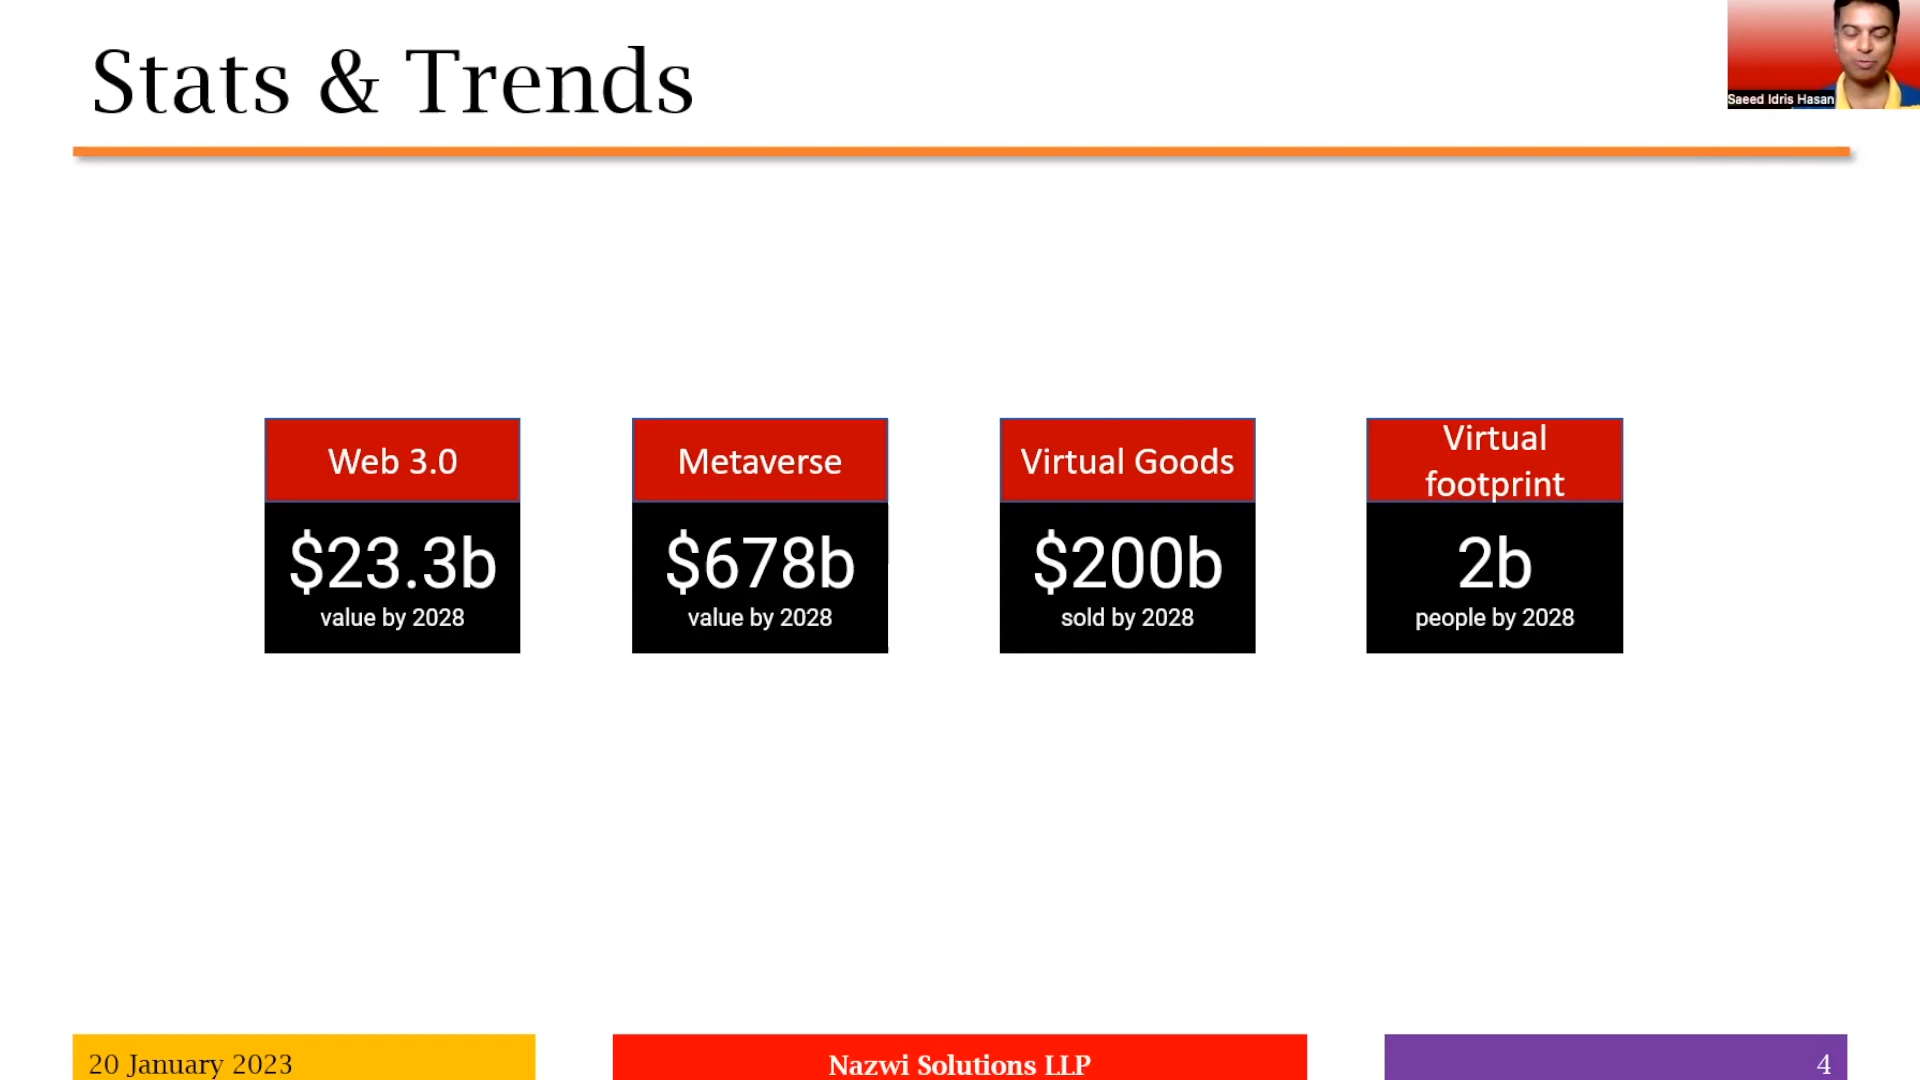 Stats & Trends
Saeed Idris Hasan
Web 3.0
$23.3b
value by 2028
Metaverse
$678b
value by 2028
Virtual Goods
$200b
sold by 2028
Virtual
footprint
2b
people by 2028
20 January 2023
Nazwi Solutions LLP
4